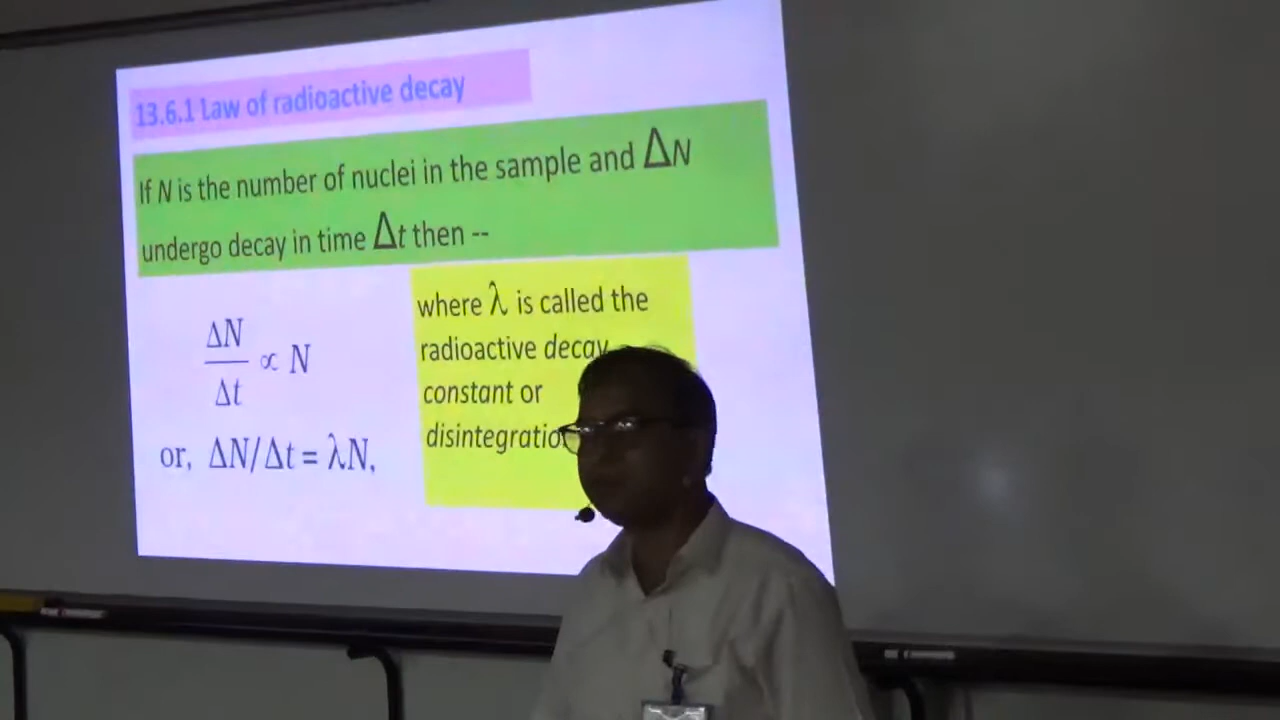 13.6.1 Law of radioactive decay
If N is the number of nuclei in the sample and ΔN
undergo decay in time Δt then --
where λ is called the
radioactive decay
constant or
ΔN/Δt ∝ N
or, ΔN/Δt = λN,